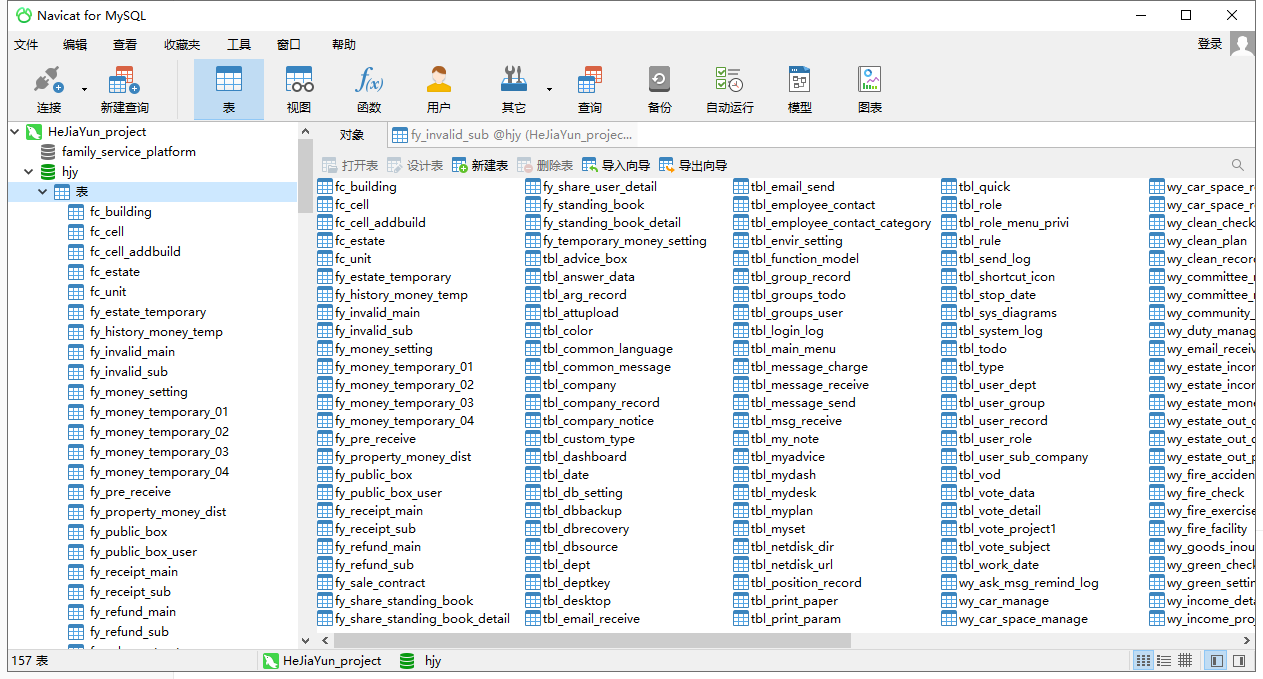 Navicat for MySQL
文件 编辑 查看 收藏夹 工具 窗口 帮助 登录
连接 新建查询 表 视图 函数 用户 其它 查询 备份 自动运行 模型 图表
HeJiaYun_project
family_service_platform
hjy
表
fc_building
fc_cell
fc_cell_addbuild
fc_estate
fc_unit
fy_estate_temporary
fy_history_money_temp
fy_invalid_main
fy_invalid_sub
fy_money_setting
fy_money_temporary_01
fy_money_temporary_02
fy_money_temporary_03
fy_money_temporary_04
fy_pre_receive
fy_property_money_dist
fy_public_box
fy_public_box_user
fy_receipt_main
fy_receipt_sub
fy_refund_main
fy_refund_sub
对象 fy_invalid_sub @hjy (HeJiaYun_projec...
打开表 设计表 新建表 删除表 导入向导 导出向导
fc_building
fc_cell
fc_cell_addbuild
fc_estate
fc_unit
fy_estate_temporary
fy_history_money_temp
fy_invalid_main
fy_invalid_sub
fy_money_setting
fy_money_temporary_01
fy_money_temporary_02
fy_money_temporary_03
fy_money_temporary_04
fy_pre_receive
fy_property_money_dist
fy_public_box
fy_public_box_user
fy_receipt_main
fy_receipt_sub
fy_refund_main
fy_refund_sub
fy_sale_contract
fy_share_standing_book
fy_share_standing_book_detail
fy_share_user_detail
fy_standing_book
fy_standing_book_detail
fy_temporary_money_setting
tbl_advice_box
tbl_answer_data
tbl_arg_record
tbl_attupload
tbl_color
tbl_common_language
tbl_common_message
tbl_company
tbl_company_record
tbl_company_notice
tbl_custom_type
tbl_dashboard
tbl_date
tbl_db_setting
tbl_dbbackup
tbl_dbrecovery
tbl_dbsource
tbl_dept
tbl_deptkey
tbl_desktop
tbl_email_receive
tbl_email_send
tbl_employee_contact
tbl_employee_contact_category
tbl_envir_setting
tbl_function_model
tbl_group_record
tbl_groups_todo
tbl_groups_user
tbl_login_log
tbl_main_menu
tbl_message_charge
tbl_message_receive
tbl_message_send
tbl_msg_receive
tbl_my_note
tbl_myadvice
tbl_mydash
tbl_mydesk
tbl_myplan
tbl_myset
tbl_netdisk_dir
tbl_netdisk_url
tbl_position_record
tbl_print_paper
tbl_print_param
tbl_quick
tbl_role
tbl_role_menu_privi
tbl_rule
tbl_send_log
tbl_shortcut_icon
tbl_stop_date
tbl_sys_diagrams
tbl_system_log
tbl_todo
tbl_type
tbl_user_dept
tbl_user_group
tbl_user_record
tbl_user_role
tbl_user_sub_company
tbl_vod
tbl_vote_data
tbl_vote_detail
tbl_vote_project1
tbl_vote_subject
tbl_work_date
wy_ask_msg_remind_log
wy_car_manage
wy_car_space_manage
wy_car_space_r
wy_car_space_r
wy_clean_check
wy_clean_plan
wy_clean_recor
wy_committee_
wy_committee_
wy_community_
wy_duty_manag
wy_email_receiv
wy_estate_incor
wy_estate_incor
wy_estate_mon
wy_estate_out_
wy_estate_out_
wy_estate_out_
wy_fire_acciden
wy_fire_check
wy_fire_exercise
wy_fire_facility
wy_goods_inou
wy_green_check
wy_green_settin
wy_income_det
wy_income_proj
157 表 HeJiaYun_project hjy